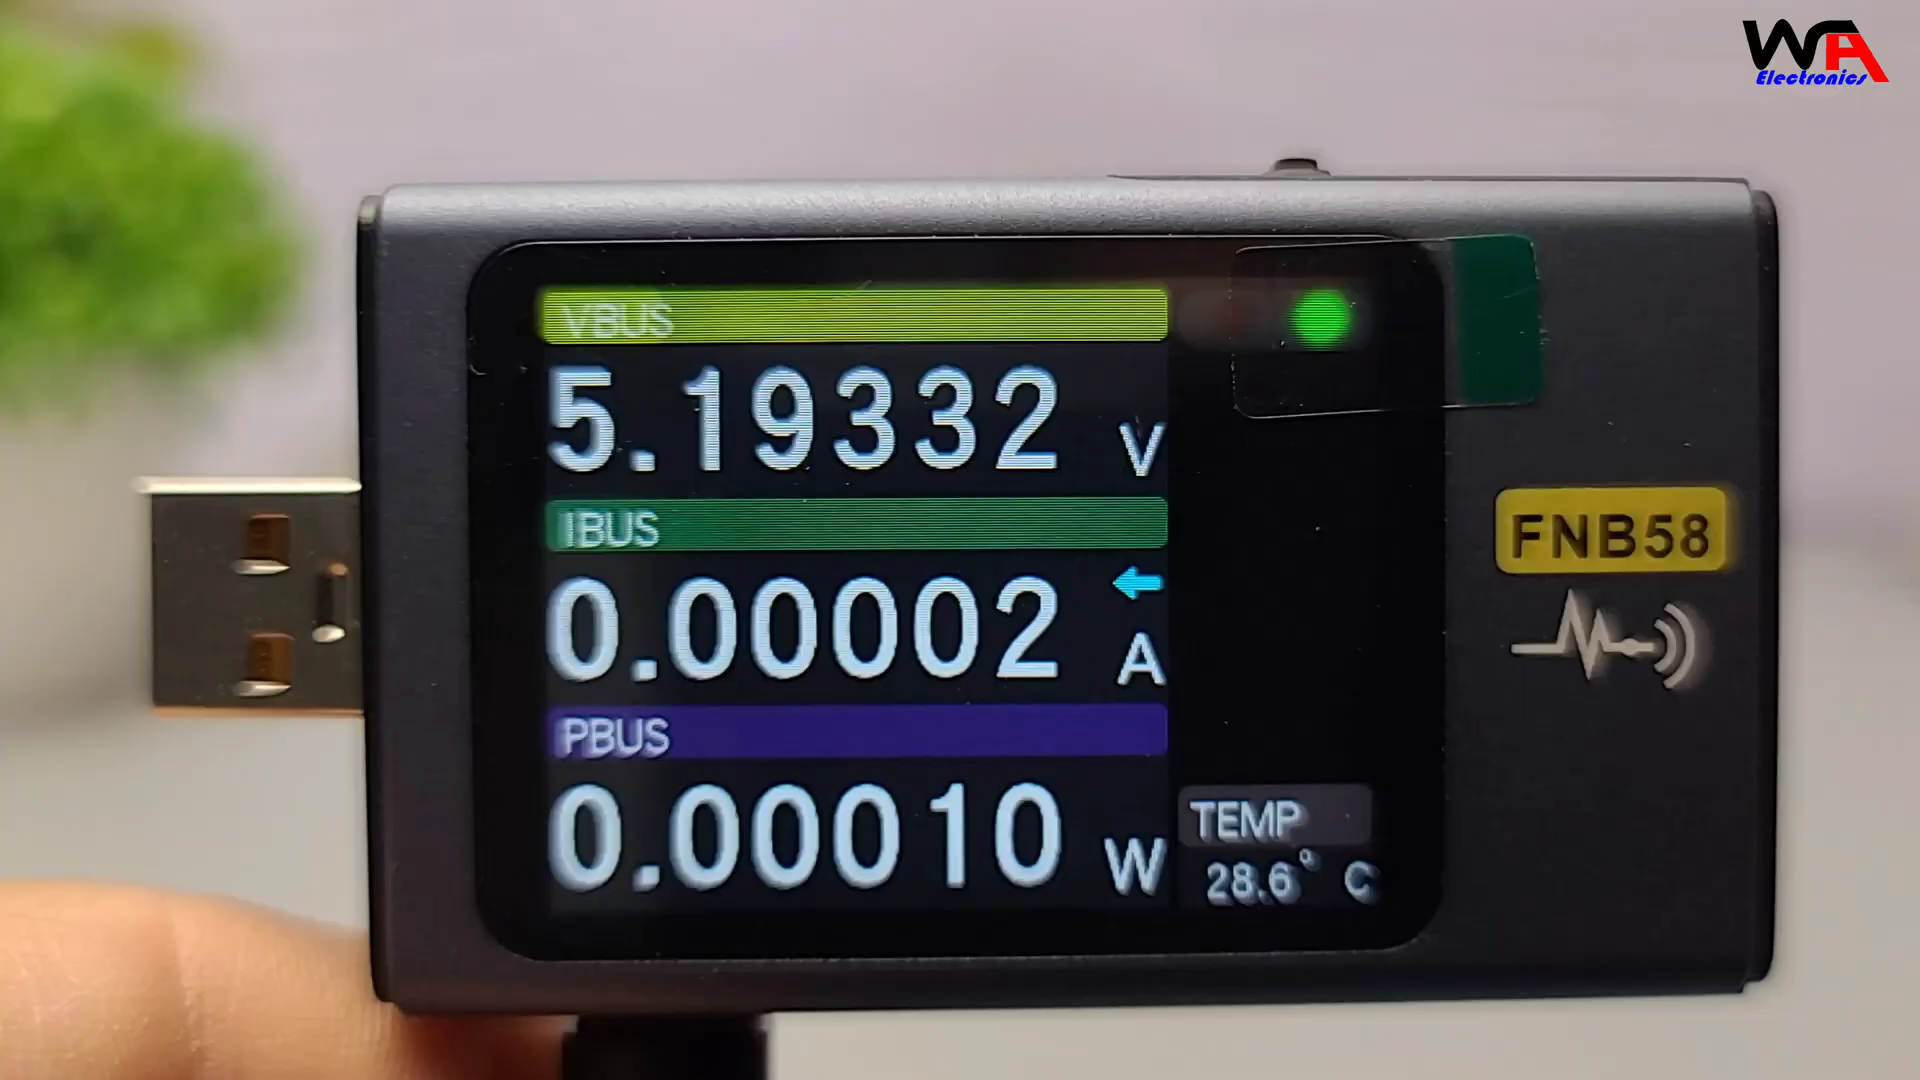 WA
Electronics
VBUS
5.19332 V
IBUS
0.00002 A
PBUS
0.00010 W
TEMP
28.6° C
FNB58